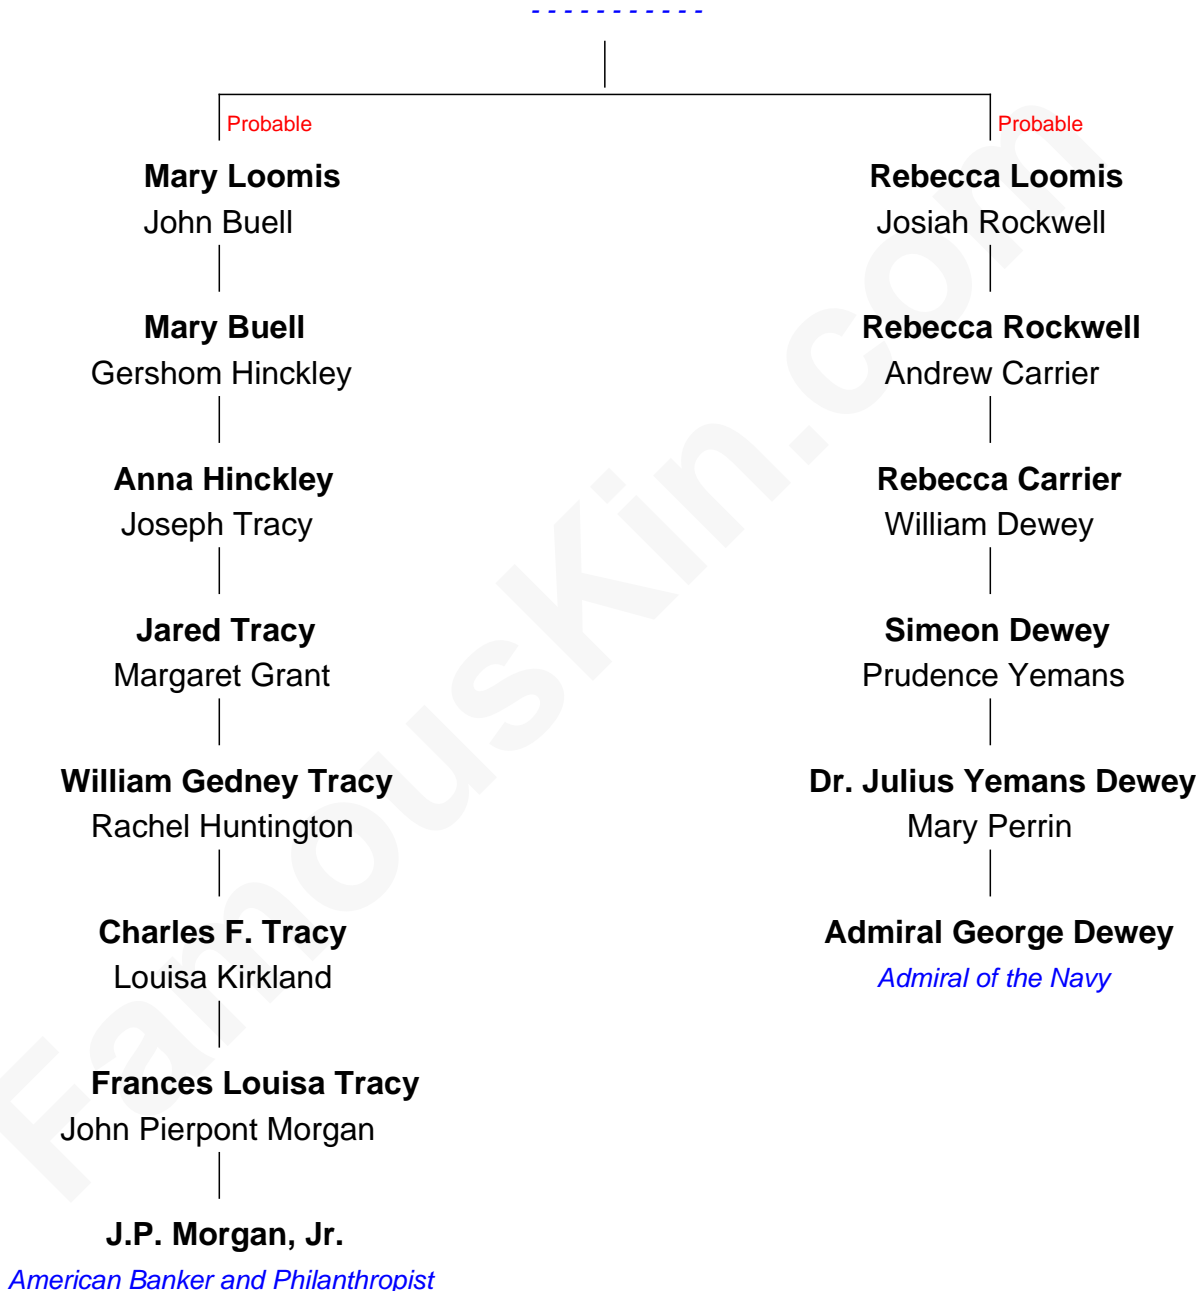 - - - - - - - - - - - -
Probable
Probable
Mary Loomis
Rebecca Loomis
John Buell
Josiah Rockwell
Mary Buell
Rebecca Rockwell
Gershom Hinckley
Andrew Carrier
Anna Hinckley
Rebecca Carrier
Joseph Tracy
William Dewey
Jared Tracy
Simeon Dewey
Margaret Grant
Prudence Yemans
William Gedney Tracy
Dr. Julius Yemans Dewey
Rachel Huntington
Mary Perrin
Charles F. Tracy
Admiral George Dewey
Louisa Kirkland
Admiral of the Navy
Frances Louisa Tracy
John Pierpont Morgan
J.P. Morgan, Jr.
American Banker and Philanthropist
FamousKin.com